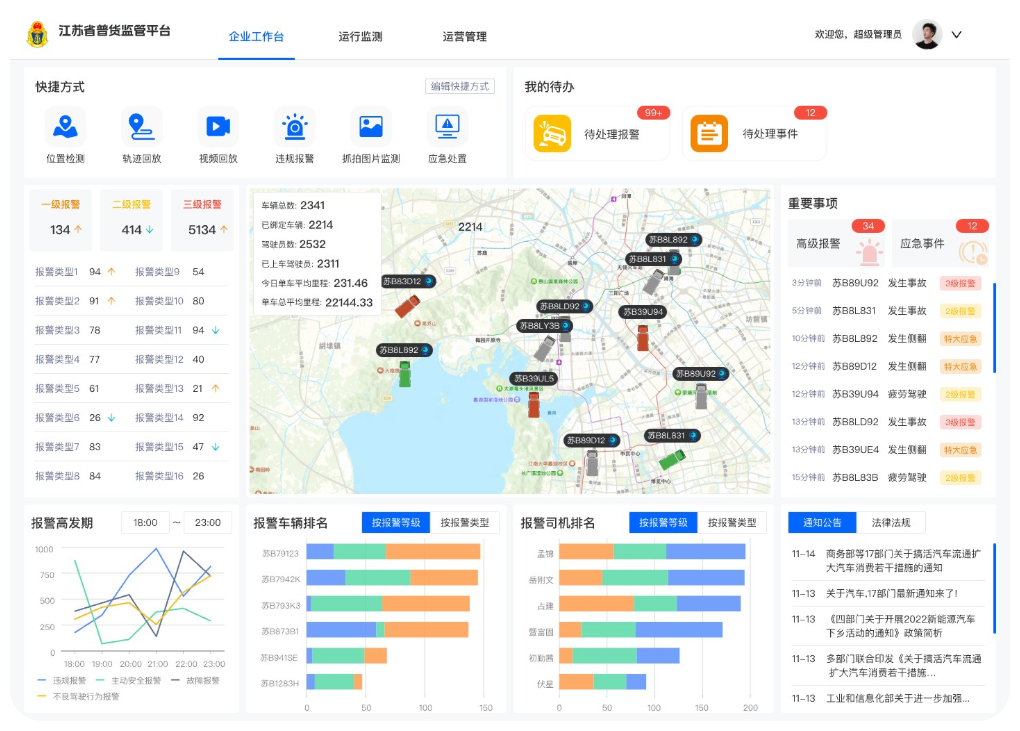 江苏省普货监管平台
企业工作台
运行监测
运营管理
欢迎您，超级管理员
快捷方式
编辑快捷方式
位置检测
轨迹回放
视频回放
违规报警
抓拍图片监测
应急处置
我的待办
待处理报警
99+
待处理事件
12
一级报警
134
二级报警
414
三级报警
5134
报警类型1 94 报警类型9 54
报警类型2 91 报警类型10 80
报警类型3 78 报警类型11 94
报警类型4 77 报警类型12 40
报警类型5 61 报警类型13 21
报警类型6 26 报警类型14 92
报警类型7 83 报警类型15 47
报警类型8 84 报警类型16 26
车辆总数: 2341
已绑定车辆: 2214
驾驶员数: 2532
已上车驾驶员: 2311
今日单车平均里程: 231.46
单车总平均里程: 22144.33
2214
苏B83D12
苏B8L892
苏B8L831
苏B8LD92
苏B8LY3B
苏B39U94
苏B8L892
苏B39UL5
苏B89U92
苏B89D12
苏B8L831
胡埭镇
坊前镇
重要事项
高级报警
34
应急事件
12
3分钟前 苏B89U92 发生事故 3级报警
5分钟前 苏B8L831 发生事故 2级报警
10分钟前 苏B8L892 发生侧翻 特大应急
12分钟前 苏B89D12 发生侧翻 特大应急
12分钟前 苏B39U94 疲劳驾驶 2级报警
13分钟前 苏B8LD92 发生事故 3级报警
13分钟前 苏B39UE4 发生侧翻 特大应急
15分钟前 苏B8L83B 疲劳驾驶 2级报警
报警高发期
18:00 ~ 23:00
1000
750
500
250
0
18:00 19:00 20:00 21:00 22:00 23:00
违规报警 主动安全报警 故障报警
不良驾驶行为报警
报警车辆排名
按报警等级 按报警类型
苏B79123
苏B7942K
苏B793K3
苏B873B1
苏B941SE
苏B1283H
0 50 100 150
报警司机排名
按报警等级 按报警类型
孟锦
岳刚文
占建
暨富固
初勤茜
伏星
0 50 100 150 200
通知公告 法律法规
11-14 商务部等17部门关于搞活汽车流通扩
大汽车消费若干措施的通知
11-13 关于汽车,17部门最新通知来了!
11-13 《四部门关于开展2022新能源汽车
下乡活动的通知》政策简析
11-13 多部门联合印发《关于搞活汽车流通
扩大汽车消费若干措施...
11-13 工业和信息化部关于进一步加强...